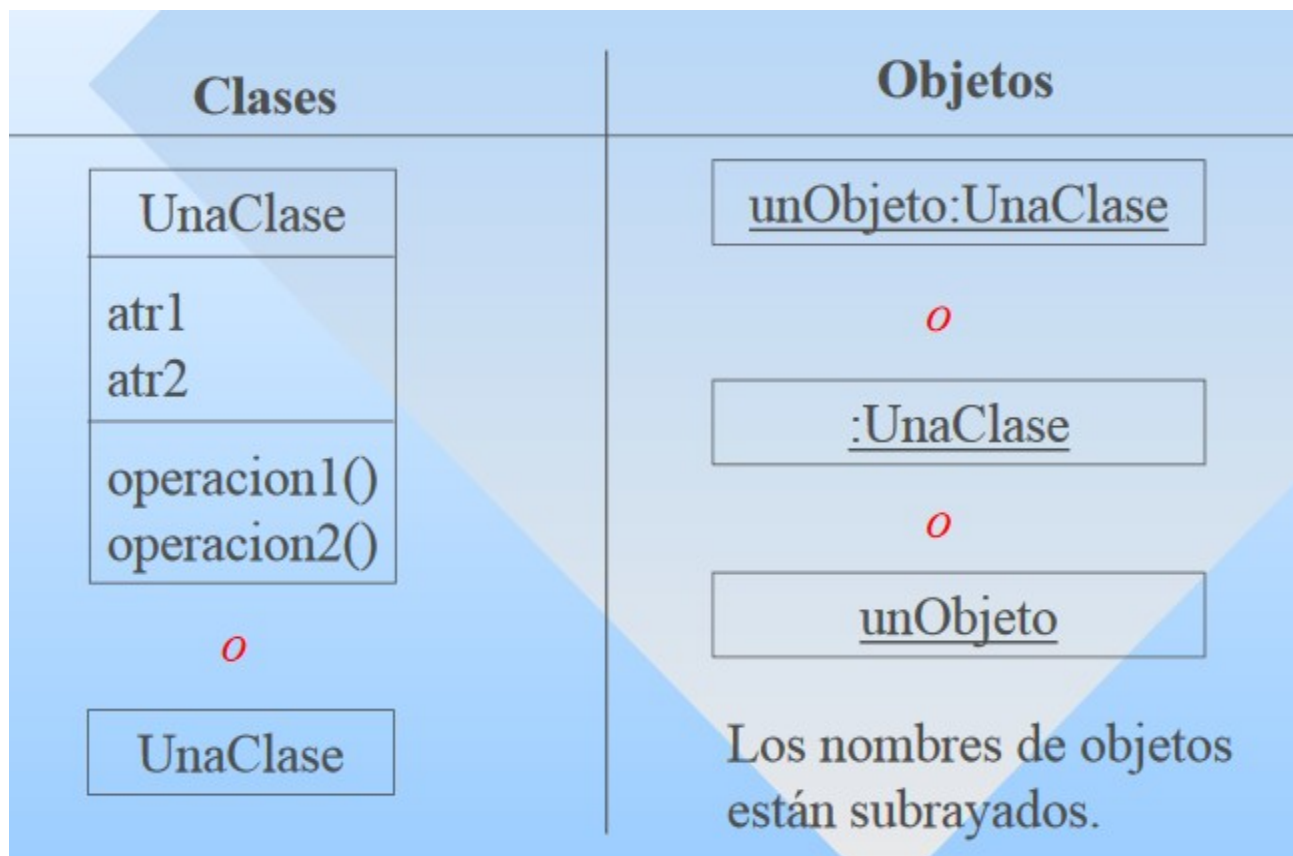 Clases
UnaClase
atr1
atr2
operacion1()
operacion2()
o
UnaClase
Objetos
unObjeto:UnaClase
o
:UnaClase
o
unObjeto
Los nombres de objetos
están subrayados.